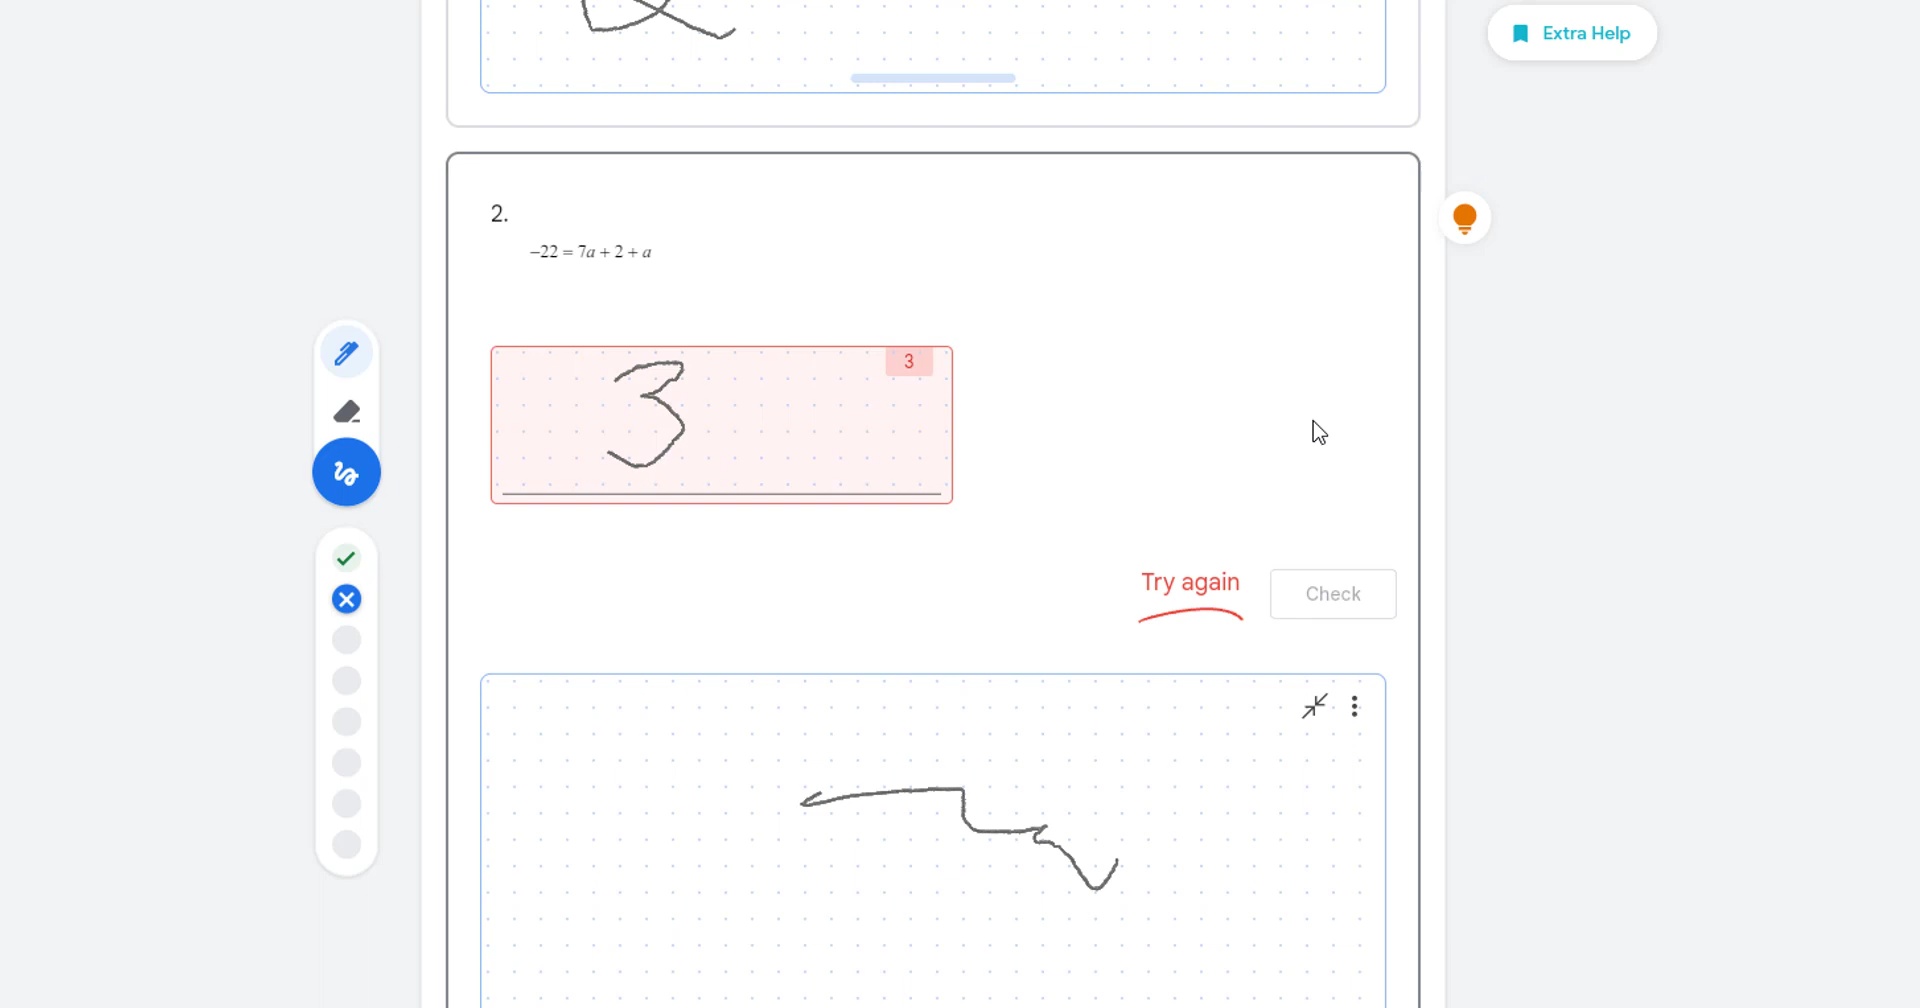 Extra Help
2.
−22 = 7a + 2 + a
3
3
Try again
Check